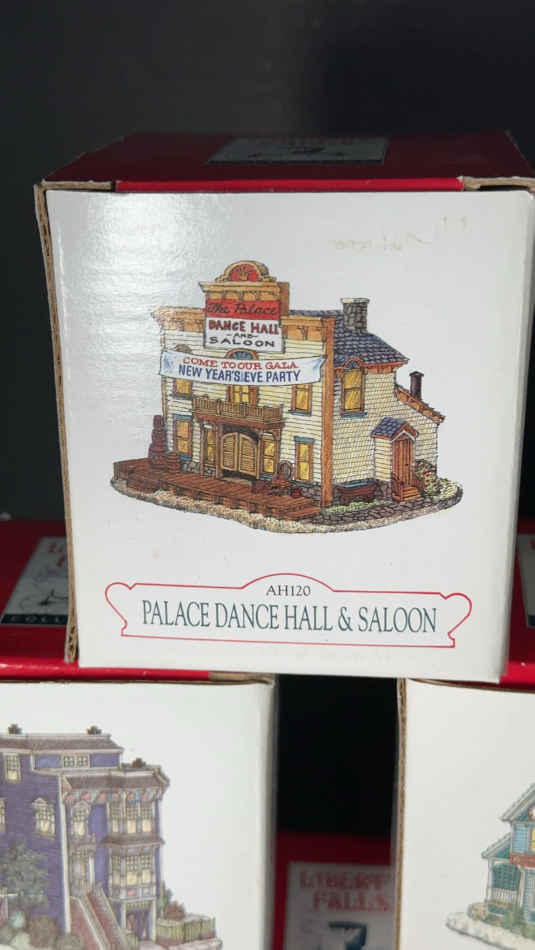 The Palace
DANCE HALL
AND
SALOON
COME TO OUR GALA
NEW YEAR'S EVE PARTY
AH120
PALACE DANCE HALL & SALOON
LIBERT
FALLS